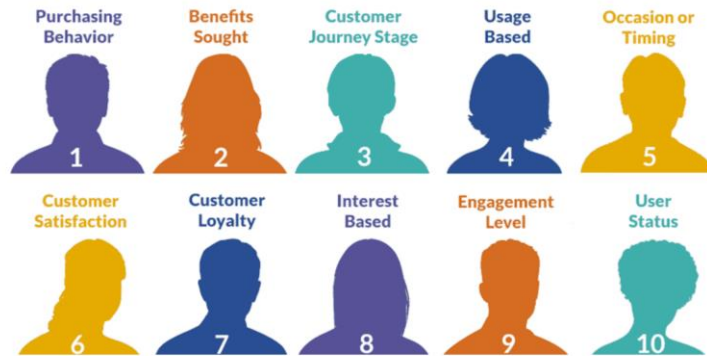 Purchasing
Behavior
1
Benefits
Sought
2
Customer
Journey Stage
3
Usage
Based
4
Occasion or
Timing
5
Customer
Satisfaction
6
Customer
Loyalty
7
Interest
Based
8
Engagement
Level
9
User
Status
10